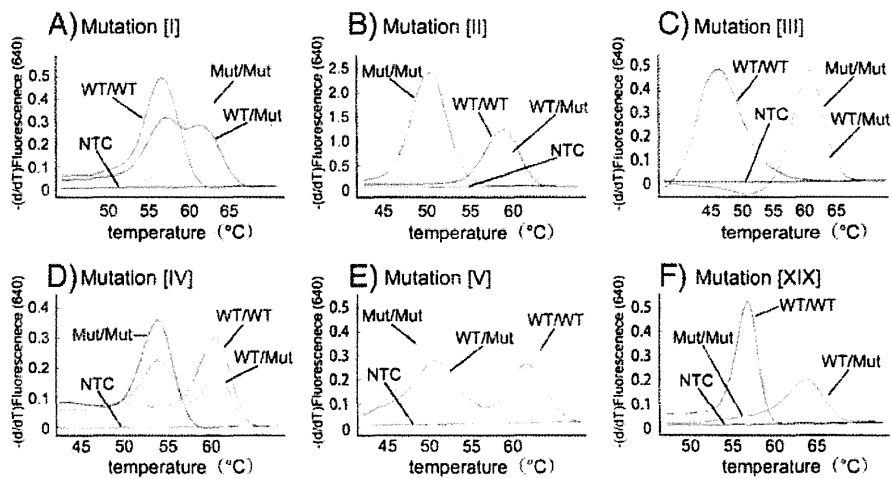 A) Mutation [I]
-(d/dT)Fluorescenece (640)
0.5
0.4
0.3
0.2
0.1
0
WT/WT
Mut/Mut
WT/Mut
NTC
50 55 60 65
temperature (°C)
B) Mutation [II]
-(d/dT)Fluorescenece (640)
2.5
2.0
1.5
1.0
0.5
0.0
Mut/Mut
WT/WT
WT/Mut
NTC
45 50 55 60
temperature (°C)
C) Mutation [III]
-(d/dT)Fluorescenece (640)
0.5
0.4
0.3
0.2
0.1
0
WT/WT
Mut/Mut
NTC
WT/Mut
45 50 55 60 65
temperature (°C)
D) Mutation [IV]
-(d/dT)Fluorescenece (640)
0.4
0.3
0.2
0.1
0
Mut/Mut
WT/WT
WT/Mut
NTC
45 50 55 60
temperature (°C)
E) Mutation [V]
-(d/dT)Fluorescenece (640)
0.5
0.4
0.3
0.2
0.1
0
Mut/Mut
WT/Mut
WT/WT
NTC
45 50 55 60
temperature (°C)
F) Mutation [XIX]
-(d/dT)Fluorescenece (640)
0.5
0.4
0.3
0.2
0.1
0
WT/WT
Mut/Mut
NTC
WT/Mut
50 55 60 65
temperature (°C)